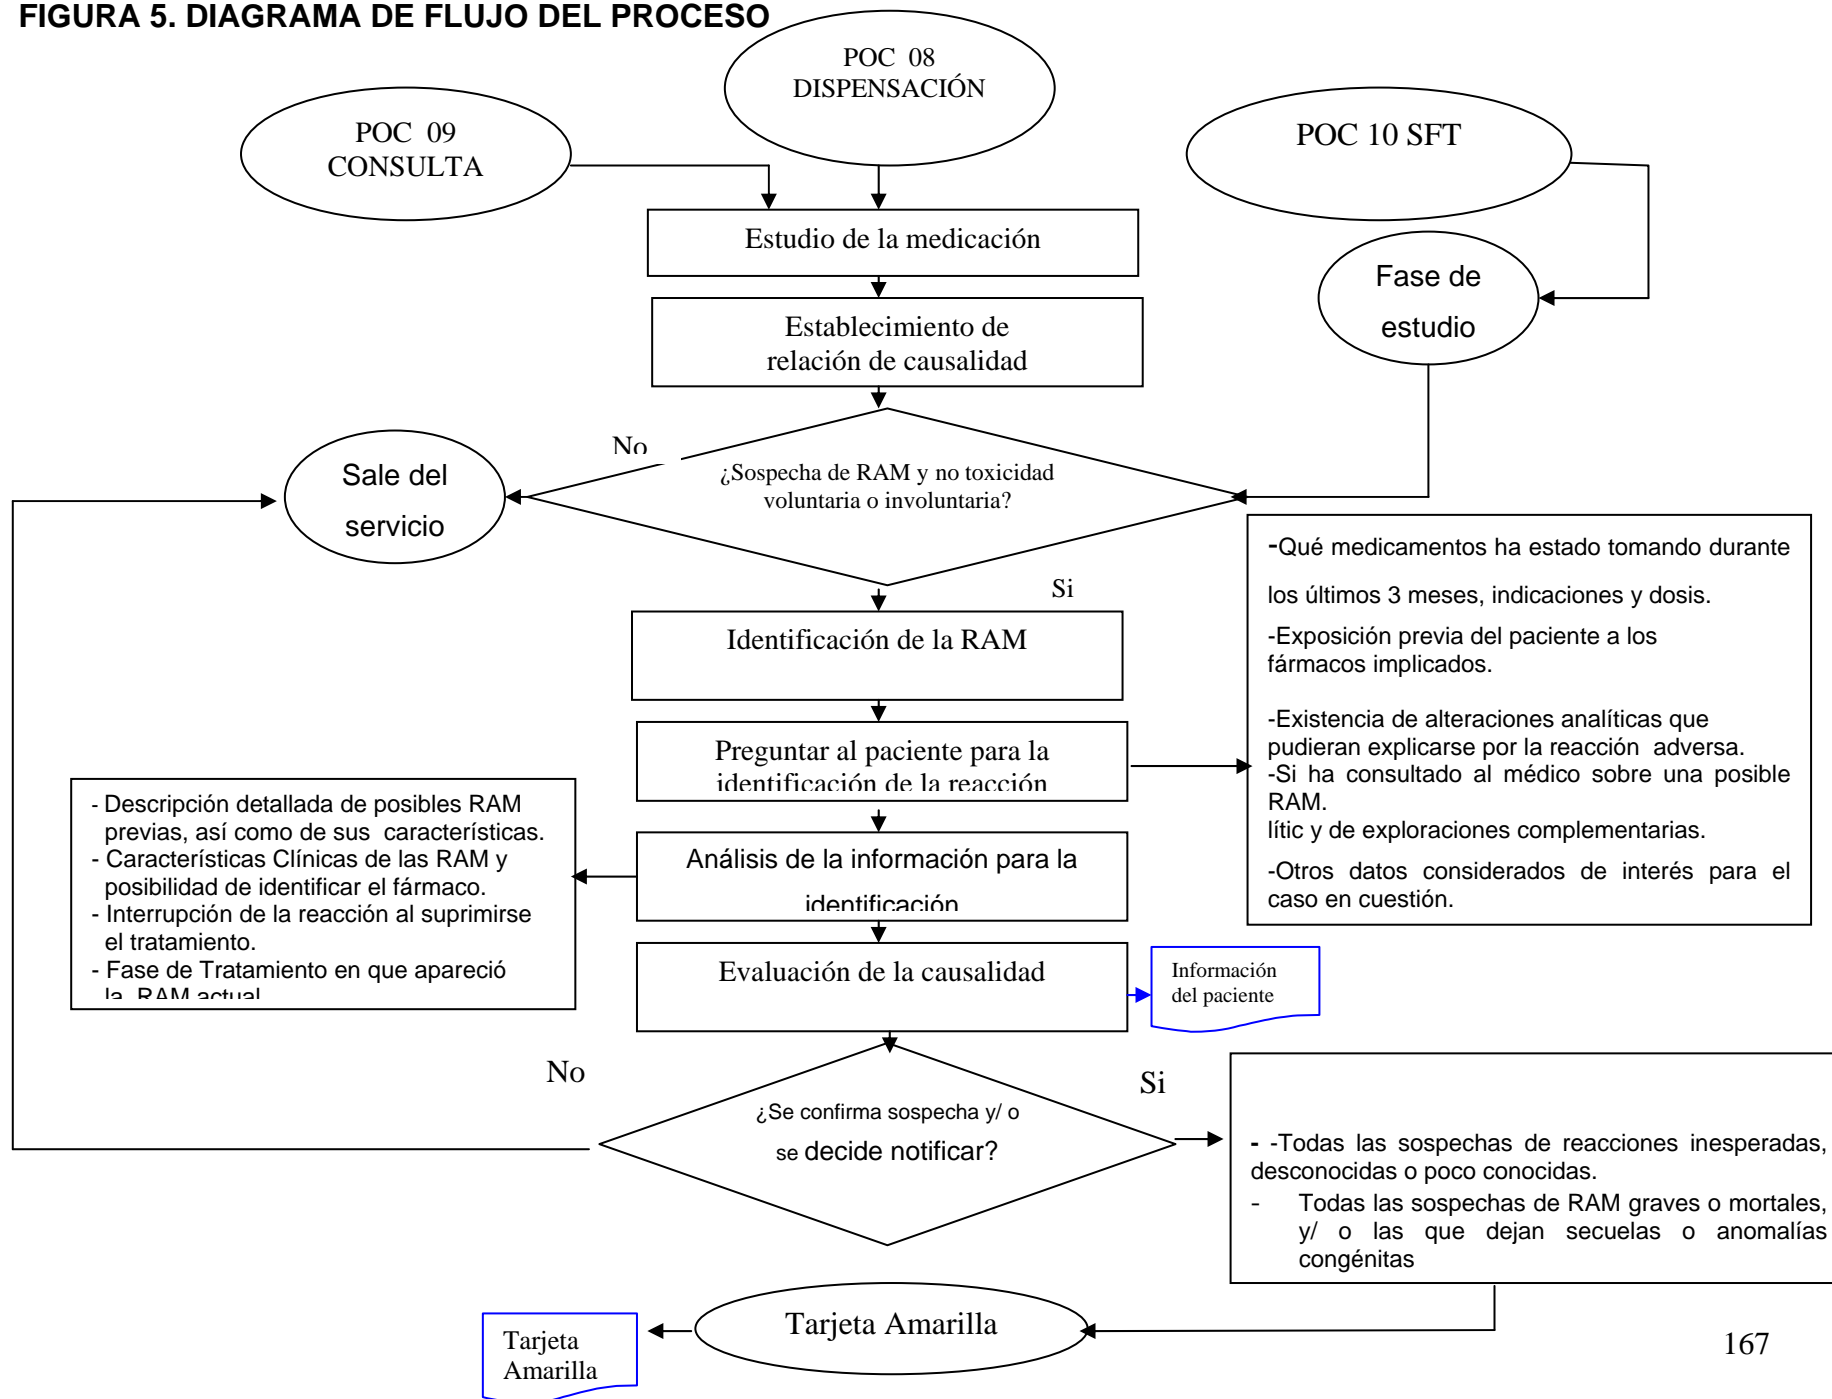 FIGURA 5. DIAGRAMA DE FLUJO DEL PROCESO
POC 08
DISPENSACIÓN
POC 09
CONSULTA
POC 10 SFT
Estudio de la medicación
Fase de
estudio
Establecimiento de
relación de causalidad
No
¿Sospecha de RAM y no toxicidad
voluntaria o involuntaria?
Sale del
servicio
Si
Identificación de la RAM
-Qué medicamentos ha estado tomando durante
los últimos 3 meses, indicaciones y dosis.
-Exposición previa del paciente a los
fármacos implicados.
-Existencia de alteraciones analíticas que
pudieran explicarse por la reacción adversa.
-Si ha consultado al médico sobre una posible
RAM.
lític y de exploraciones complementarias.
-Otros datos considerados de interés para el
caso en cuestión.
Preguntar al paciente para la
identificación de la reacción
- Descripción detallada de posibles RAM
previas, así como de sus características.
- Características Clínicas de las RAM y
posibilidad de identificar el fármaco.
- Interrupción de la reacción al suprimirse
el tratamiento.
- Fase de Tratamiento en que apareció
la RAM actual
Análisis de la información para la
identificación
Evaluación de la causalidad
Información
del paciente
No
Si
¿Se confirma sospecha y/ o
se decide notificar?
- -Todas las sospechas de reacciones inesperadas,
desconocidas o poco conocidas.
- Todas las sospechas de RAM graves o mortales,
y/ o las que dejan secuelas o anomalías
congénitas
Tarjeta Amarilla
Tarjeta
Amarilla
167